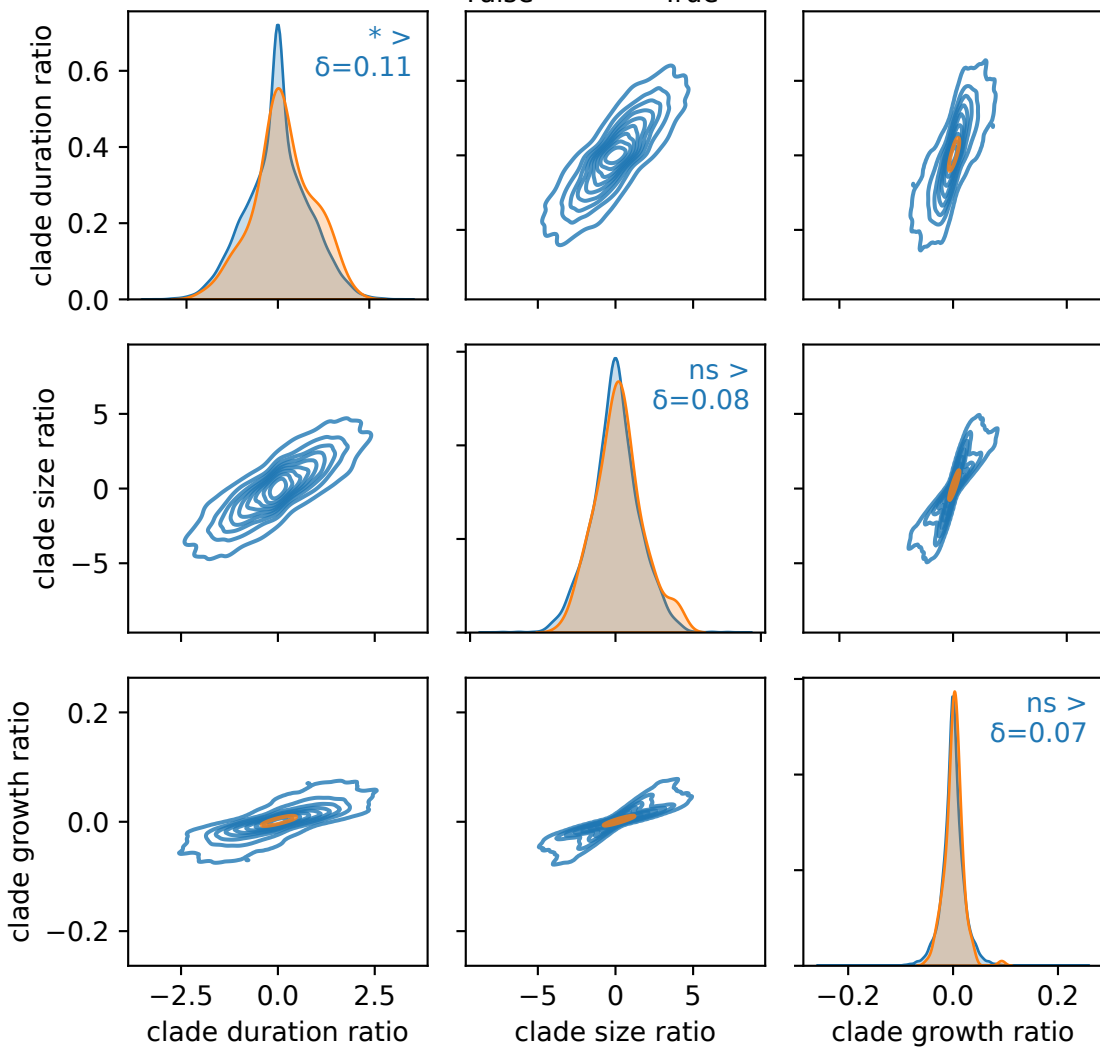 clade duration ratio
0.6
0.4
0.2
0.0
* >
δ=0.11
clade size ratio
5
0
−5
ns >
δ=0.08
clade growth ratio
0.2
0.0
−0.2
ns >
δ=0.07
−2.5 0.0 2.5
−5 0 5
−0.2 0.0 0.2
clade duration ratio
clade size ratio
clade growth ratio